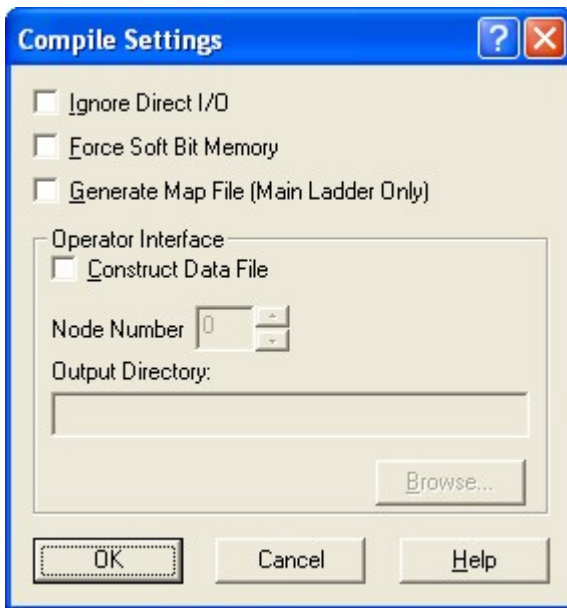 Compile Settings
Ignore Direct I/O
Force Soft Bit Memory
Generate Map File (Main Ladder Only)
Operator Interface
Construct Data File
Node Number 0
Output Directory:
Browse...
OK Cancel Help